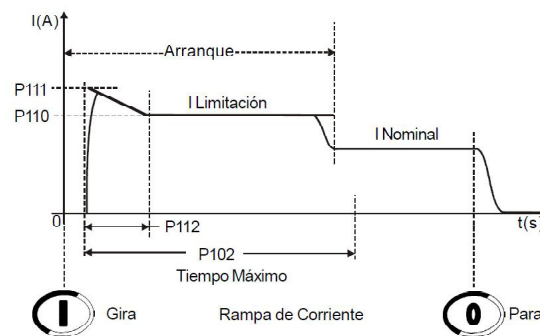 I(A)
Arranque
P111
P110
I Limitación
I Nominal
0
t(s)
P112
P102
Tiempo Máximo
I
Gira
Rampa de Corriente
0
Para